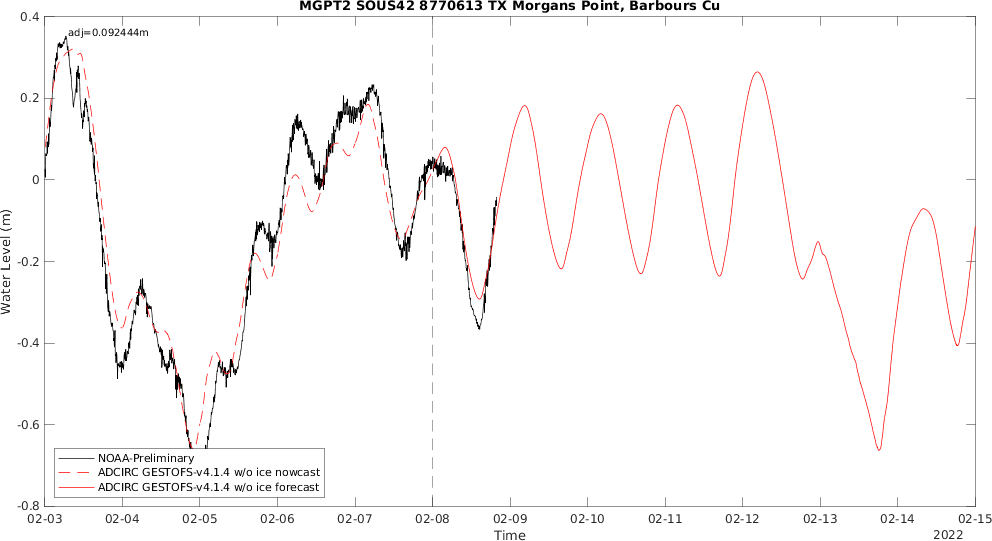 MGPT2 SOUS42 8770613 TX Morgans Point, Barbours Cu
adj=0.092444m
0.4
0.2
0
-0.2
-0.4
-0.6
-0.8
Water Level (m)
NOAA-Preliminary
ADCIRC GESTOFS-v4.1.4 w/o ice nowcast
ADCIRC GESTOFS-v4.1.4 w/o ice forecast
02-03 02-04 02-05 02-06 02-07 02-08 02-09 02-10 02-11 02-12 02-13 02-14 02-15
Time
2022